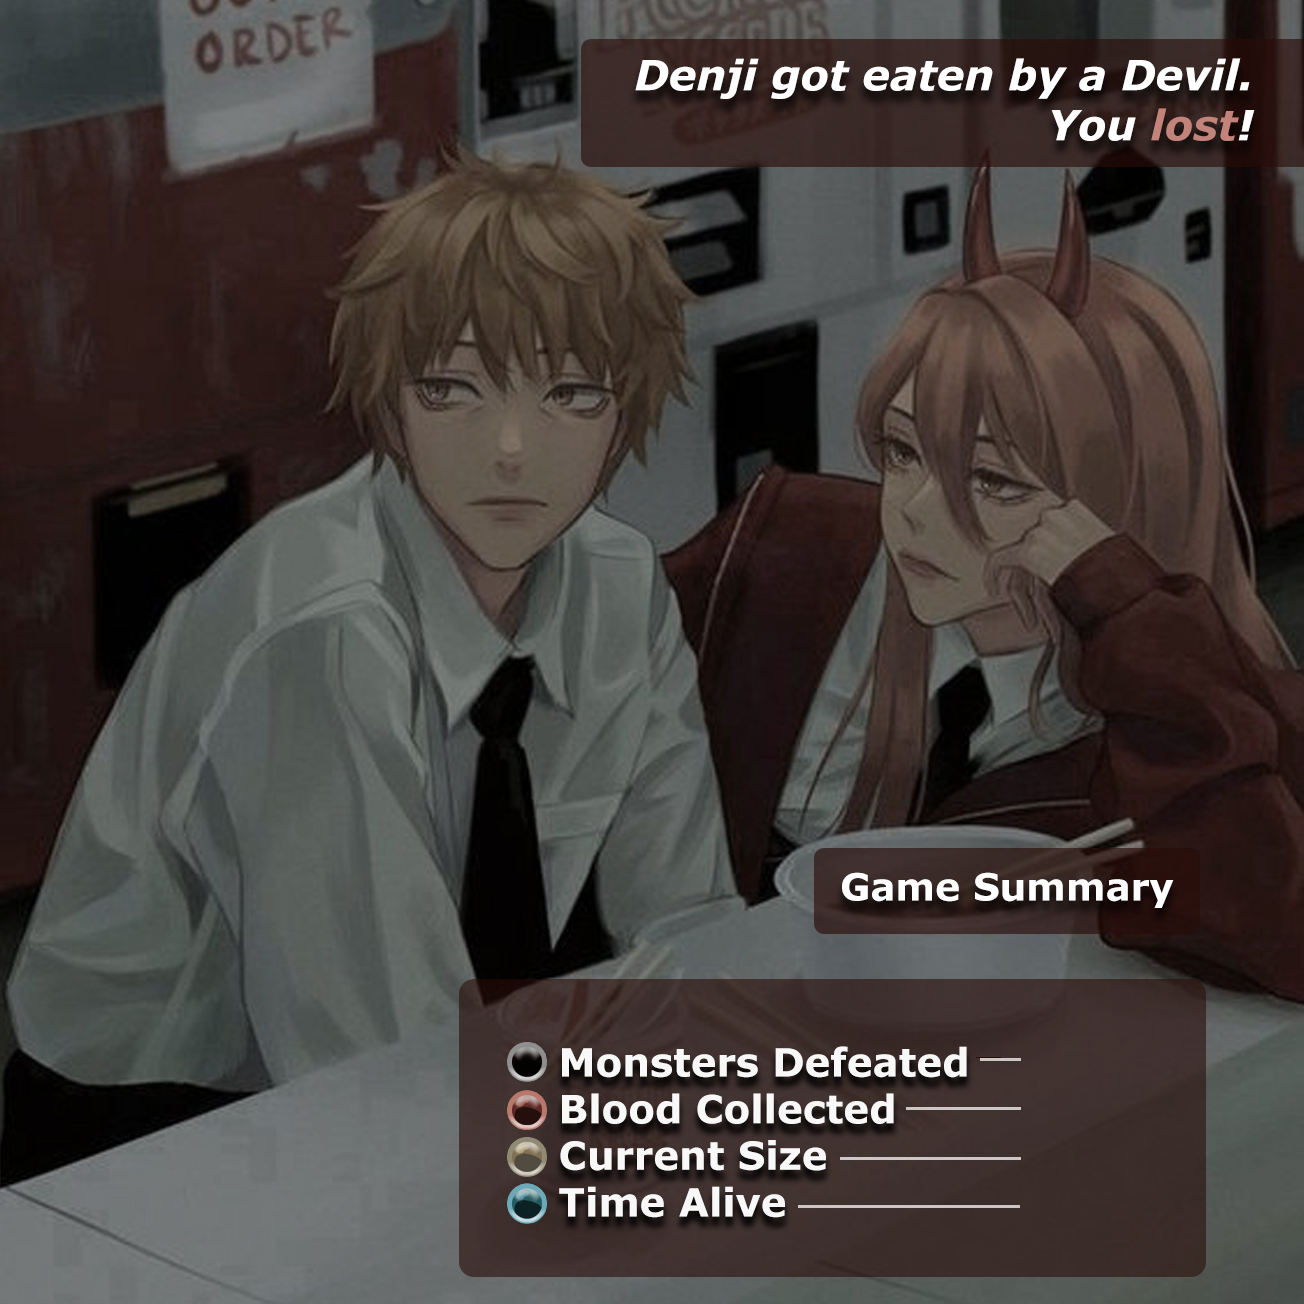 ORDER
Denji got eaten by a Devil.
You lost!
Game Summary
Monsters Defeated
Blood Collected
Current Size
Time Alive